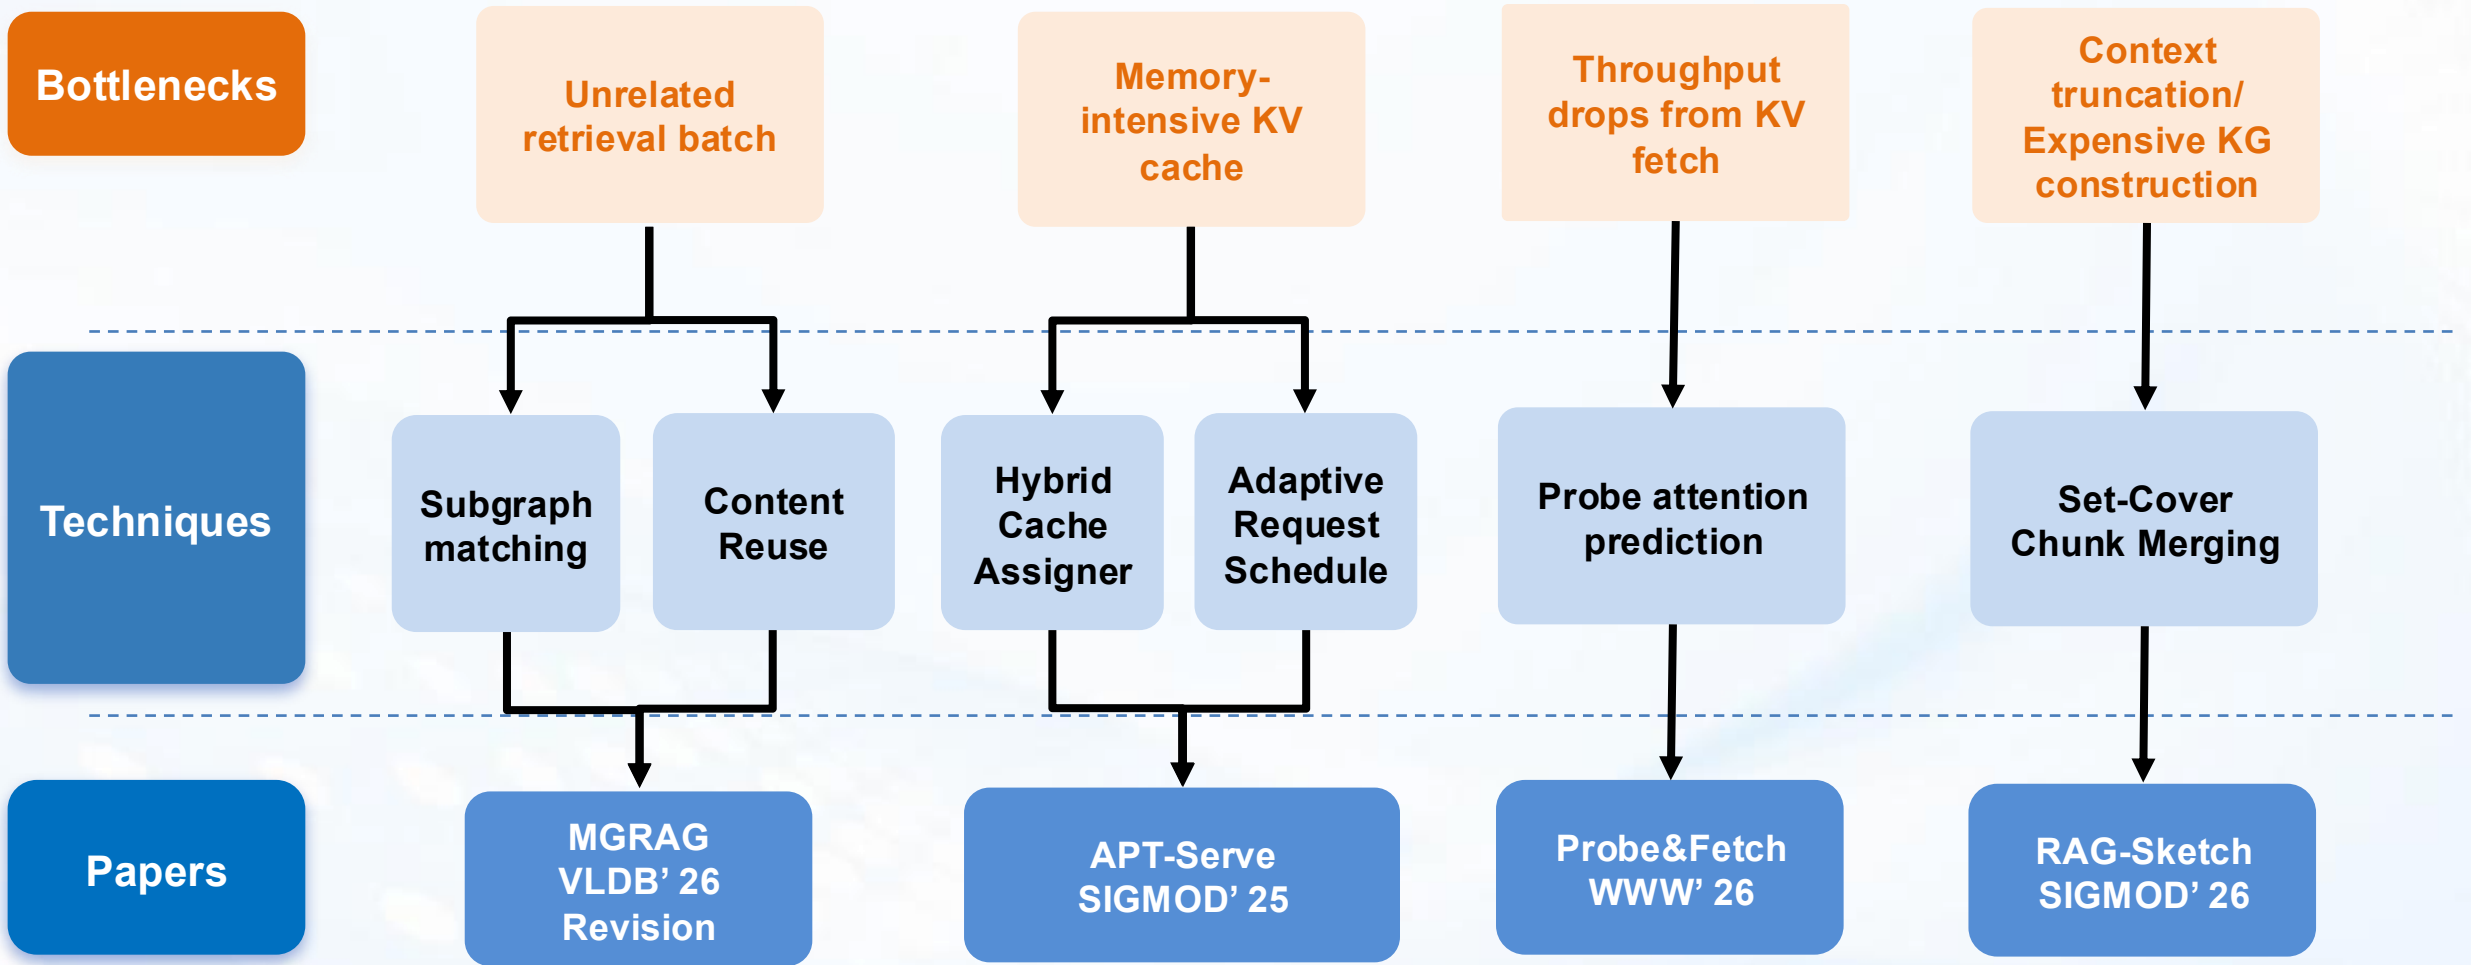 Bottlenecks
Unrelated
retrieval batch
Memory-
intensive KV
cache
Throughput
drops from KV
fetch
Context
truncation/
Expensive KG
construction
Techniques
Subgraph
matching
Content
Reuse
Hybrid
Cache
Assigner
Adaptive
Request
Schedule
Probe attention
prediction
Set-Cover
Chunk Merging
Papers
MGRAG
VLDB’ 26
Revision
APT-Serve
SIGMOD’ 25
Probe&Fetch
WWW’ 26
RAG-Sketch
SIGMOD’ 26